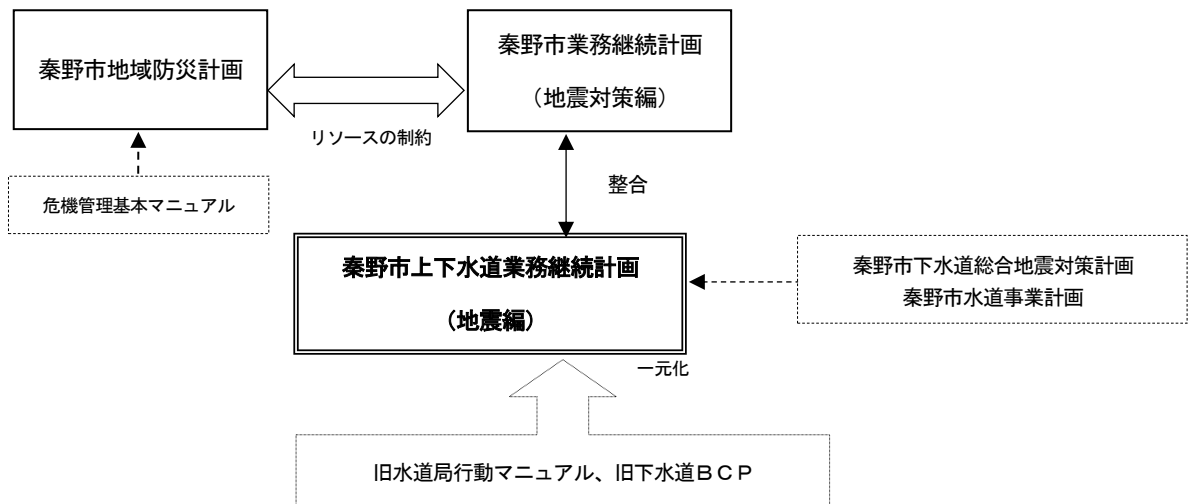 秦野市地域防災計画
秦野市業務継続計画
（地震対策編）
リソースの制約
危機管理基本マニュアル
整合
秦野市上下水道業務継続計画
（地震編）
秦野市下水道総合地震対策計画
秦野市水道事業計画
一元化
旧水道局行動マニュアル、旧下水道ＢＣＰ